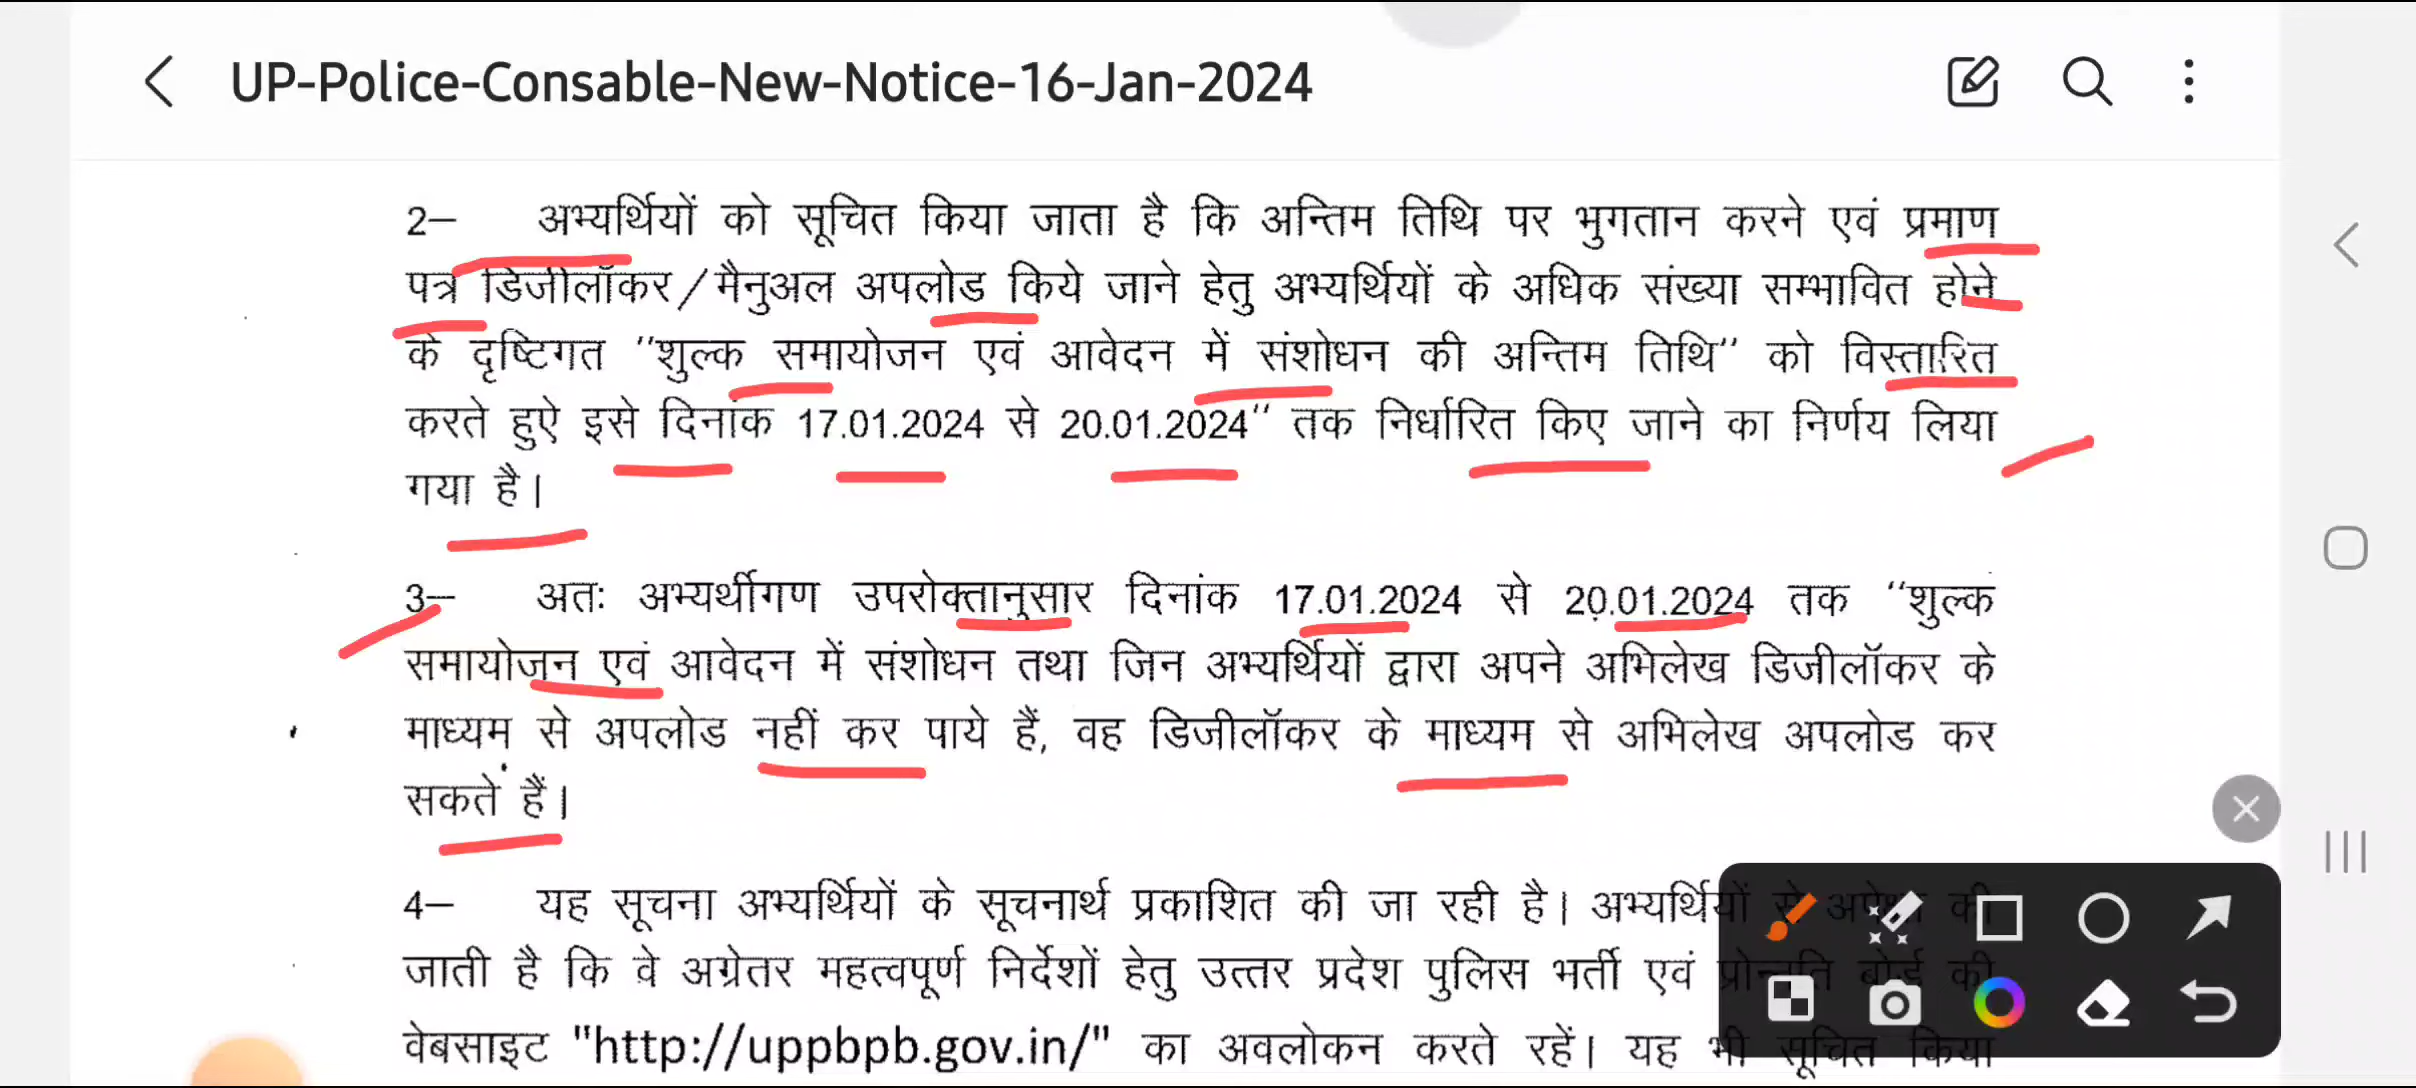 UP-Police-Consable-New-Notice-16-Jan-2024
2— अभ्यर्थियों को सूचित किया जाता है कि अन्तिम तिथि पर भुगतान करने एवं प्रमाण
पत्र डिजीलॉकर/मैनुअल अपलोड किये जाने हेतु अभ्यर्थियों के अधिक संख्या सम्भावित होने
के दृष्टिगत "शुल्क समायोजन एवं आवेदन में संशोधन की अन्तिम तिथि" को विस्तारित
करते हुऐ इसे दिनांक 17.01.2024 से 20.01.2024" तक निर्धारित किए जाने का निर्णय लिया
गया है।
3— अतः अभ्यर्थीगण उपरोक्तानुसार दिनांक 17.01.2024 से 20.01.2024 तक "शुल्क
समायोजन एवं आवेदन में संशोधन तथा जिन अभ्यर्थियों द्वारा अपने अभिलेख डिजीलॉकर के
माध्यम से अपलोड नहीं कर पाये हैं, वह डिजीलॉकर के माध्यम से अभिलेख अपलोड कर
सकते हैं।
4— यह सूचना अभ्यर्थियों के सूचनार्थ प्रकाशित की जा रही है। अभ्यर्थियों से अपेक्षा की
जाती है कि वे अग्रेतर महत्वपूर्ण निर्देशों हेतु उत्तर प्रदेश पुलिस भर्ती एवं प्रोन्नति बोर्ड की
वेबसाइट "http://uppbpb.gov.in/" का अवलोकन करते रहें। यह भी सूचित किया